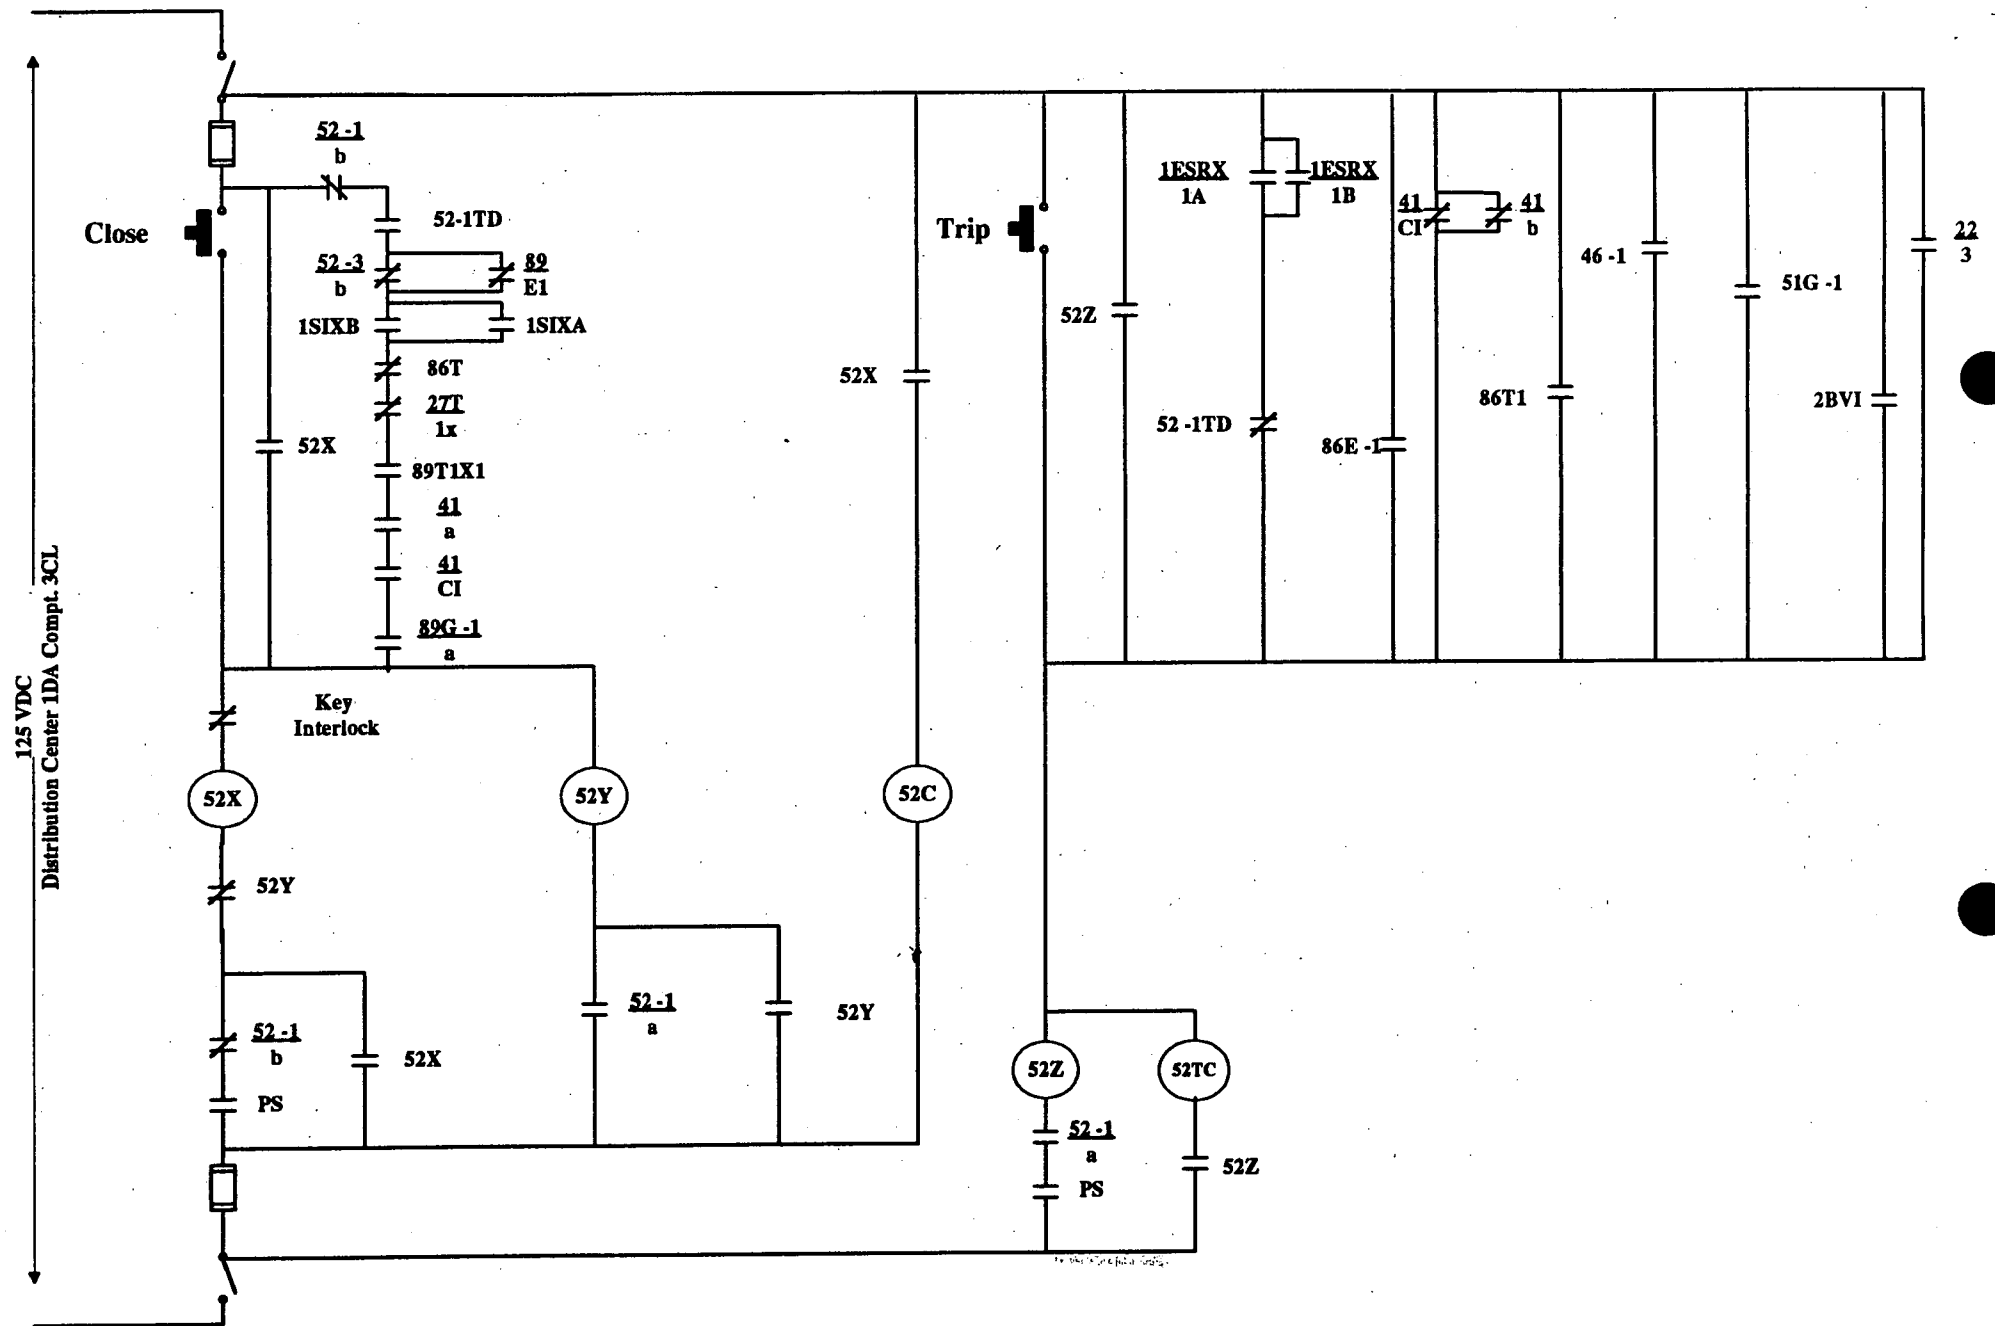 52 -1
b
Close
52-1TD
52 -3
b
89
E1
1SIXB
1SIXA
86T
27T
1x
52X
89T1X1
41
a
41
CI
89G -1
a
Key
Interlock
125 VDC
Distribution Center 1DA Compt. 3CL
52X
52Y
52C
52X
52Y
52 -1
b
52X
PS
52 -1
a
52Y
Trip
52Z
1ESRX
1A
1ESRX
1B
52 -1TD
86E -1
41
CI
41
b
86T1
46 -1
51G -1
2BVI
22
3
52Z
52TC
52 -1
a
PS
52Z